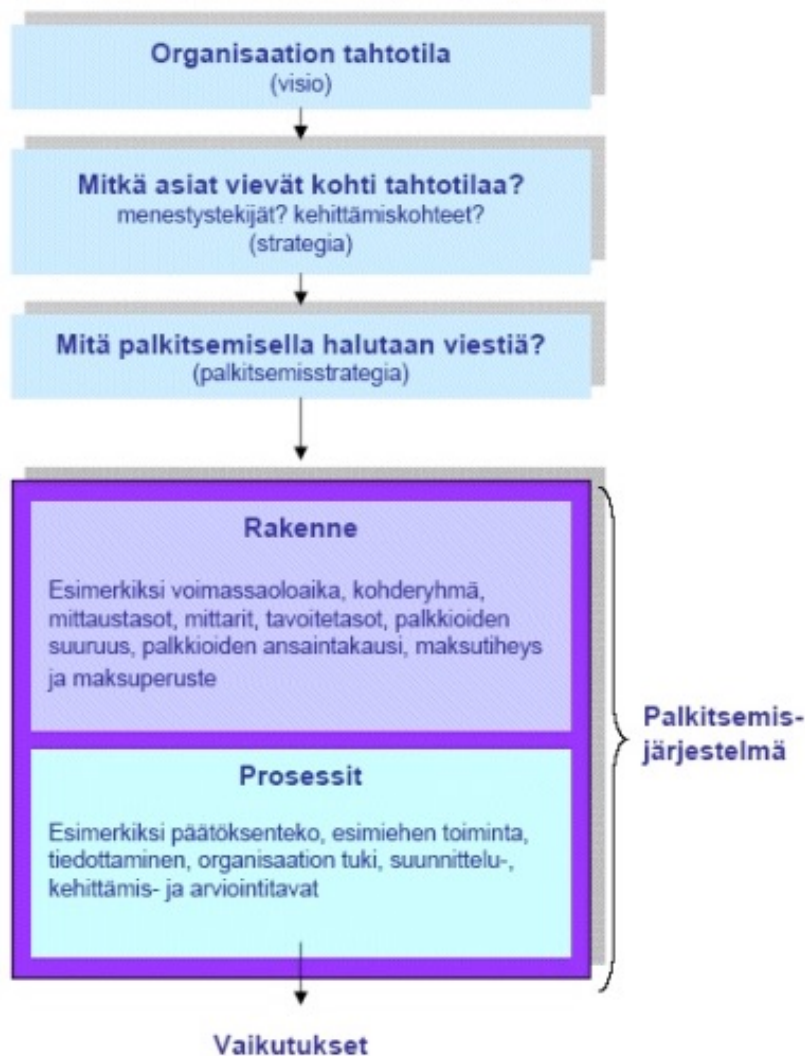 Organisaation tahtotila
(visio)
Mitkä asiat vievät kohti tahtotilaa?
menestystekijät? kehittämiskohteet?
(strategia)
Mitä palkitsemisella halutaan viestiä?
(palkitsemisstrategia)
Rakenne
Esimerkiksi voimassaoloaika, kohderyhmä,
mittaustasot, mittarit, tavoitetasot, palkkioiden
suuruus, palkkioiden ansaintakausi, maksutiheys
ja maksuperuste
Palkitsemis-
järjestelmä
Prosessit
Esimerkiksi päätöksenteko, esimiehen toiminta,
tiedottaminen, organisaation tuki, suunnittelu-,
kehittämis- ja arviointitavat
Vaikutukset